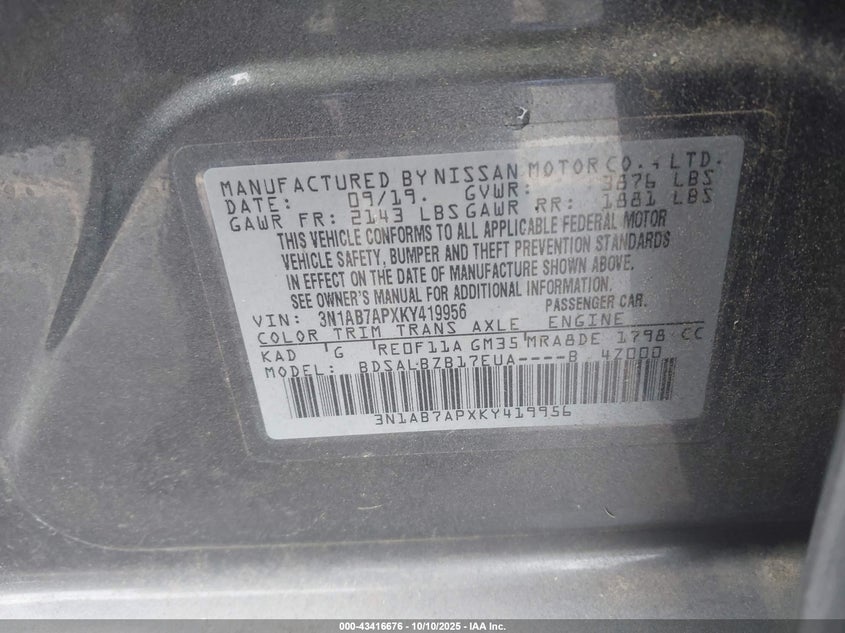 MANUFACTURED BY NISSAN MOTOR CO., LTD.
DATE: 09/19. GVWR: 3876 LBS
GAWR FR: 2143 LBS GAWR RR: 1881 LBS
THIS VEHICLE CONFORMS TO ALL APPLICABLE FEDERAL MOTOR
VEHICLE SAFETY, BUMPER AND THEFT PREVENTION STANDARDS
IN EFFECT ON THE DATE OF MANUFACTURE SHOWN ABOVE.
SEE OWNER'S MANUAL FOR ADDITIONAL INFORMATION.
VIN: 3N1AB7APXKY419956 PASSENGER CAR.
COLOR TRIM TRANS AXLE ENGINE
KAD G RE0F11A GM35 MRA8DE 1798 CC
MODEL: BDSALBZB17EUA----B 47000
3N1AB7APXKY419956
000-43416676 - 10/10/2025 - IAA Inc.